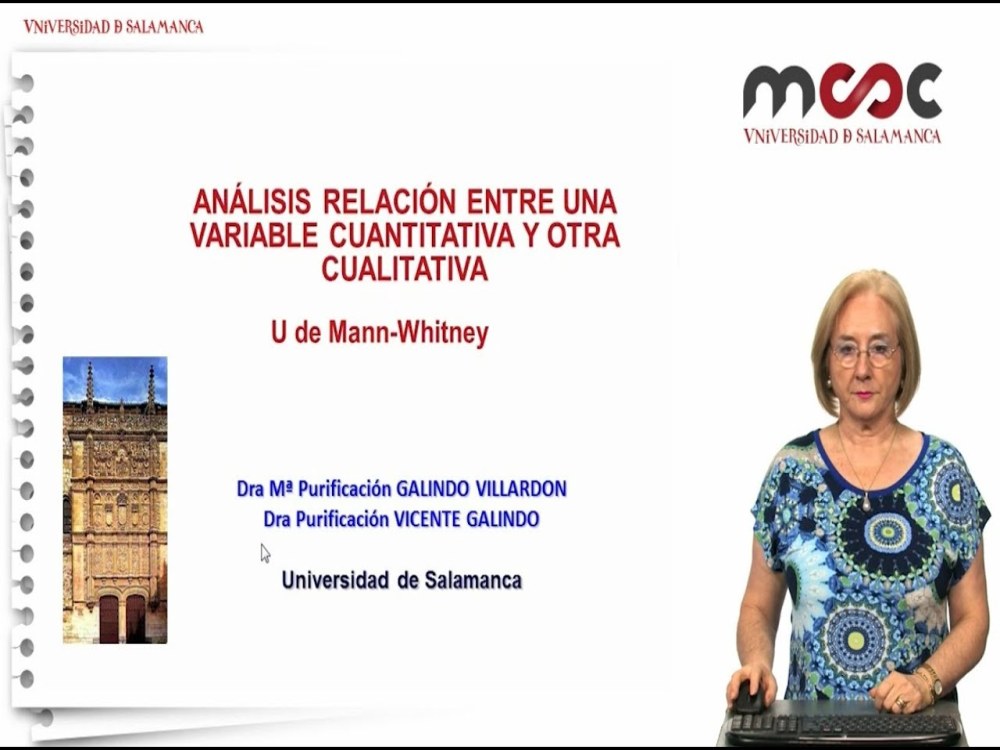 VNiVERSiDAD Ð SALAMANCA
mooc
VNiVERSiDAD Ð SALAMANCA
ANÁLISIS RELACIÓN ENTRE UNA
VARIABLE CUANTITATIVA Y OTRA
CUALITATIVA
U de Mann-Whitney
Dra Mª Purificación GALINDO VILLARDON
Dra Purificación VICENTE GALINDO
Universidad de Salamanca